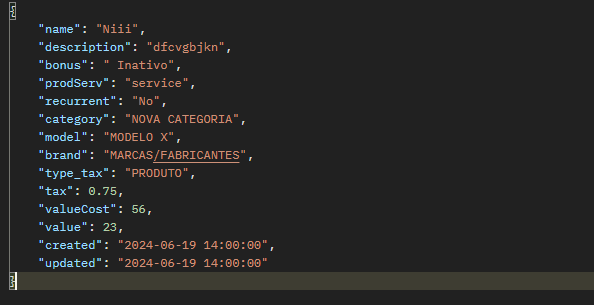 {
"name": "Niii",
"description": "dfcvgbjkn",
"bonus": " Inativo",
"prodServ": "service",
"recurrent": "No",
"category": "NOVA CATEGORIA",
"model": "MODELO X",
"brand": "MARCAS/FABRICANTES",
"type_tax": "PRODUTO",
"tax": 0.75,
"valueCost": 56,
"value": 23,
"created": "2024-06-19 14:00:00",
"updated": "2024-06-19 14:00:00"
}